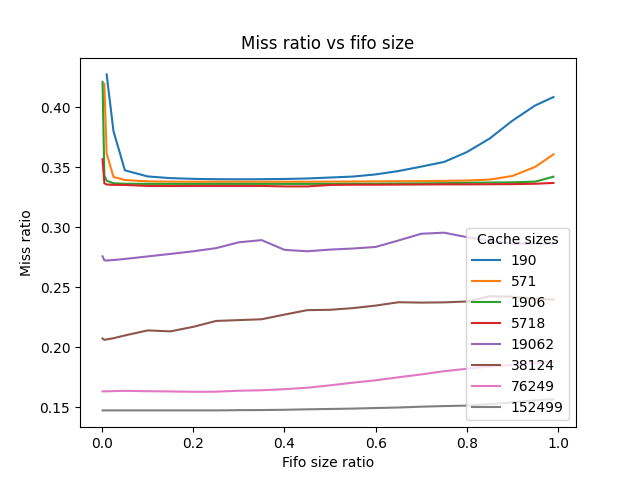 Miss ratio vs fifo size
Miss ratio
0.40
0.35
0.30
0.25
0.20
0.15
Cache sizes
190
571
1906
5718
19062
38124
76249
152499
0.0 0.2 0.4 0.6 0.8 1.0
Fifo size ratio